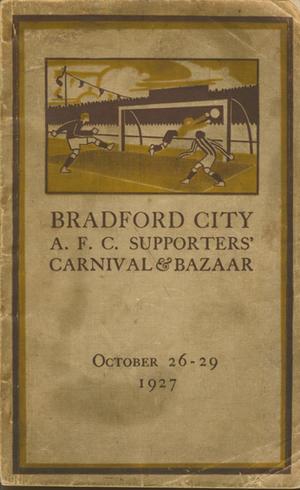 BRADFORD CITY
A. F. C. SUPPORTERS'
CARNIVAL & BAZAAR
OCTOBER 26-29
1927